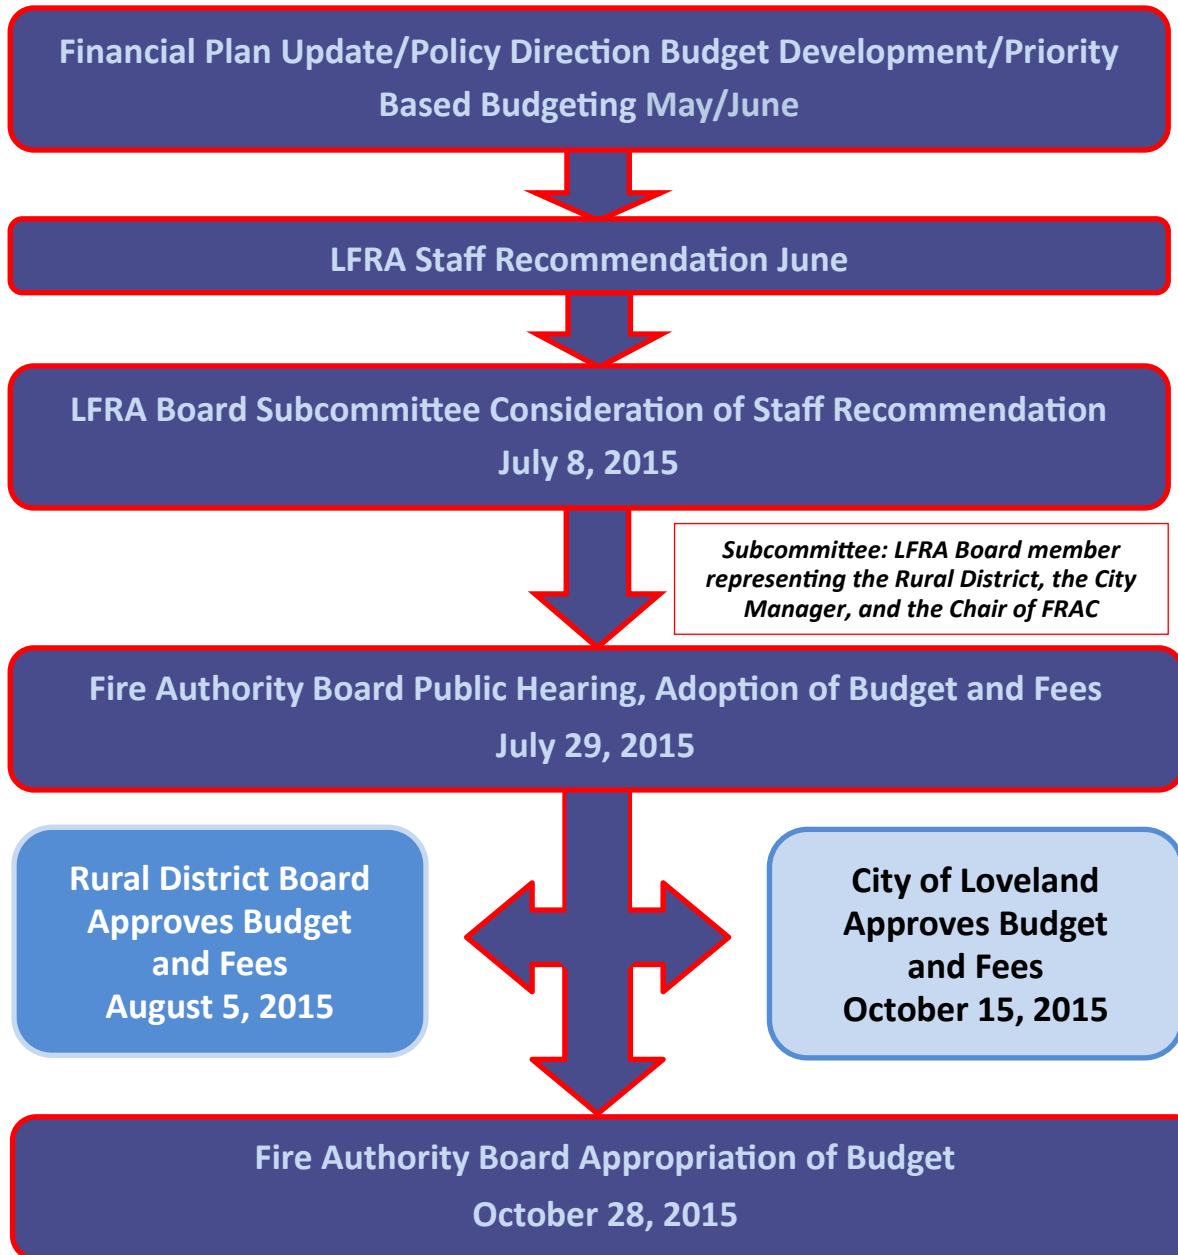 Financial Plan Update/Policy Direction Budget Development/Priority
Based Budgeting May/June
LFRA Staff Recommendation June
LFRA Board Subcommittee Consideration of Staff Recommendation
July 8, 2015
Subcommittee: LFRA Board member
representing the Rural District, the City
Manager, and the Chair of FRAC
Fire Authority Board Public Hearing, Adoption of Budget and Fees
July 29, 2015
Rural District Board
Approves Budget
and Fees
August 5, 2015
City of Loveland
Approves Budget
and Fees
October 15, 2015
Fire Authority Board Appropriation of Budget
October 28, 2015